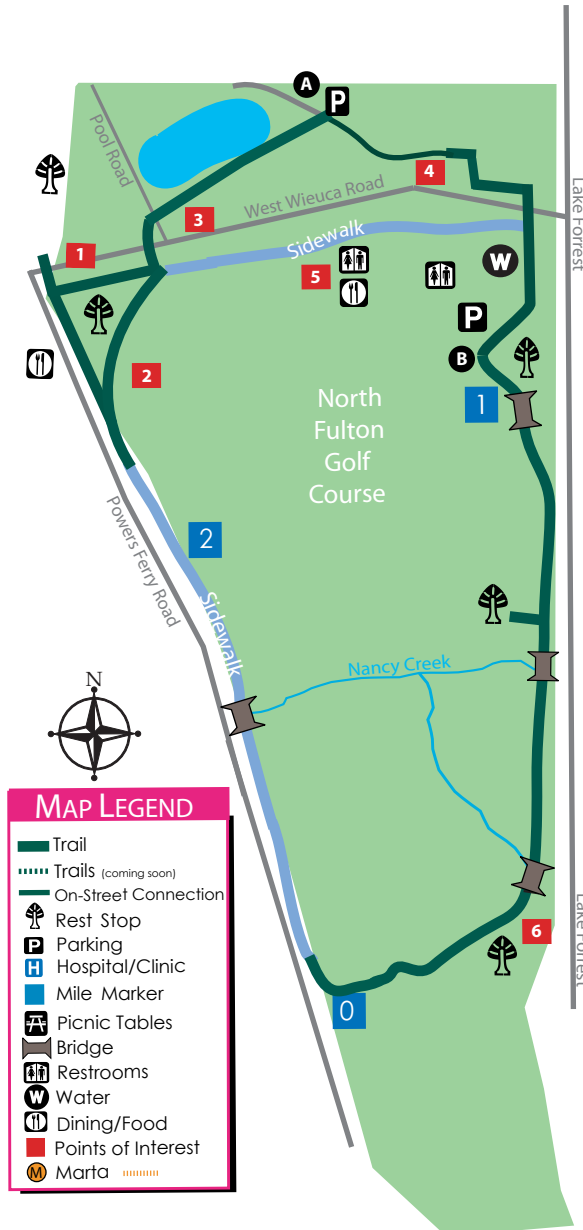 A
P
Pool Road
4
3
West Wieuca Road
Lake Forrest
1
Sidewalk
5
W
P
B
2
1
North
Fulton
Golf
Course
2
Powers Ferry Road
Sidewalk
Nancy Creek
N
MAP LEGEND
Trail
Trails (coming soon)
On-Street Connection
Rest Stop
P Parking
H Hospital/Clinic
Mile Marker
Picnic Tables
Bridge
Restrooms
W Water
Dining/Food
Points of Interest
M Marta
6
Lake Forrest
0